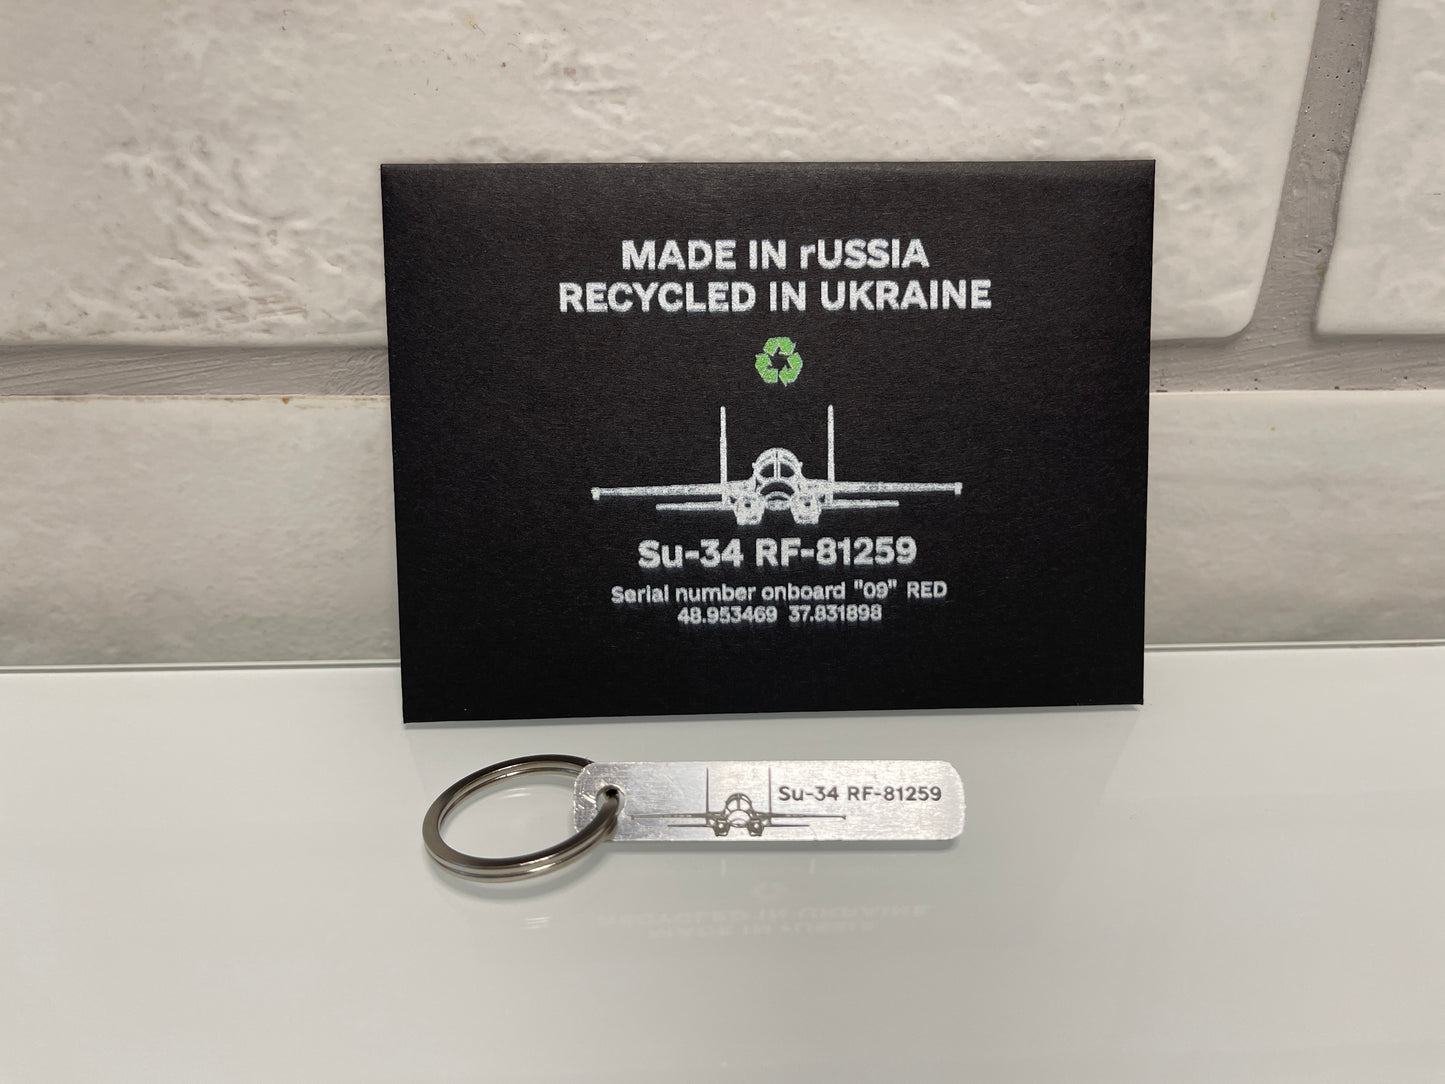 MADE IN rUSSIA
RECYCLED IN UKRAINE
Su-34 RF-81259
Serial number onboard "09" RED
48.953469 37.831898
Su-34 RF-81259